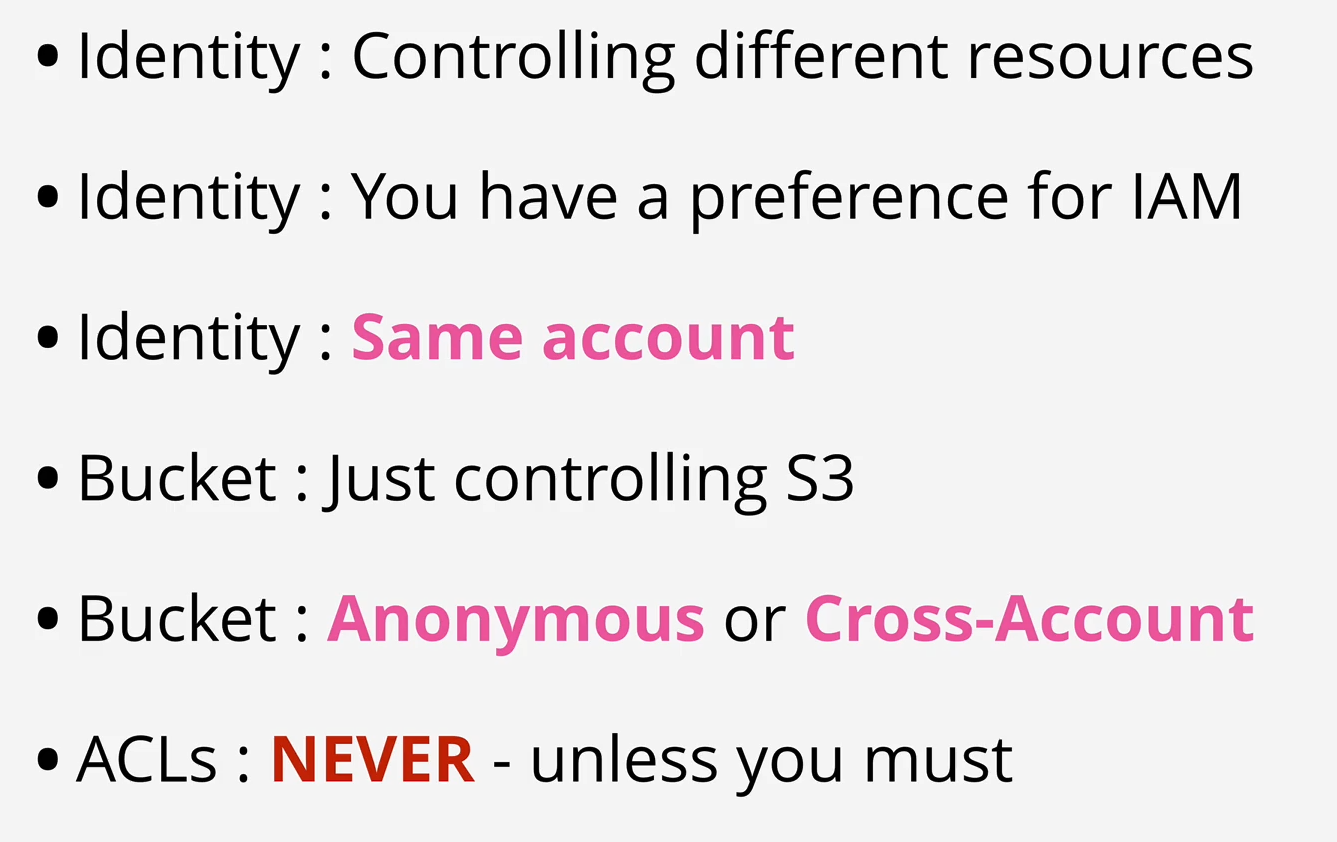 • Identity : Controlling different resources
• Identity : You have a preference for IAM
• Identity : Same account
• Bucket : Just controlling S3
• Bucket : Anonymous or Cross-Account
• ACLs : NEVER - unless you must